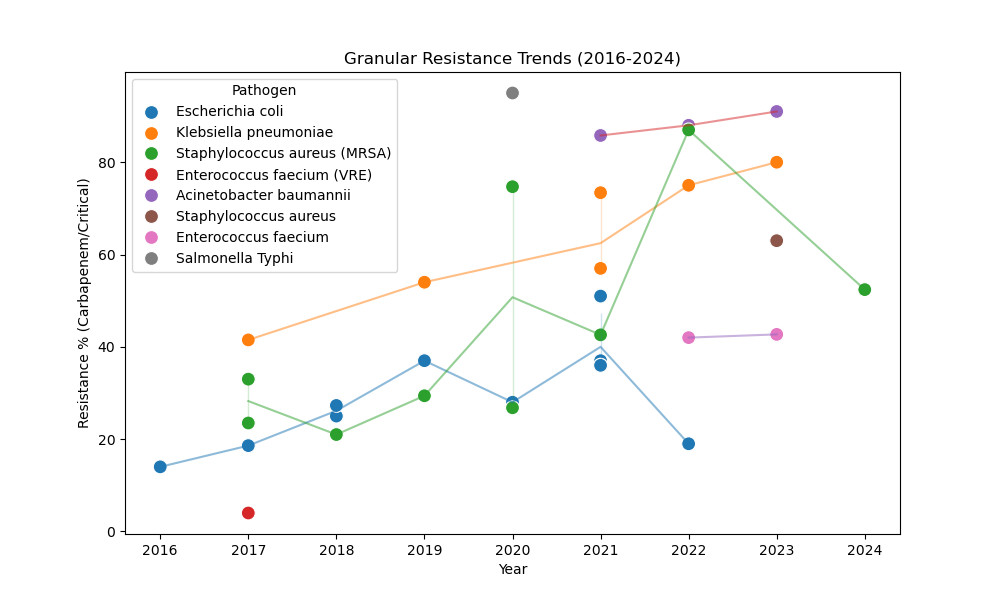 Granular Resistance Trends (2016-2024)
Pathogen
Escherichia coli
Klebsiella pneumoniae
Staphylococcus aureus (MRSA)
Enterococcus faecium (VRE)
Acinetobacter baumannii
Staphylococcus aureus
Enterococcus faecium
Salmonella Typhi
Resistance % (Carbapenem/Critical)
80
60
40
20
0
2016 2017 2018 2019 2020 2021 2022 2023 2024
Year